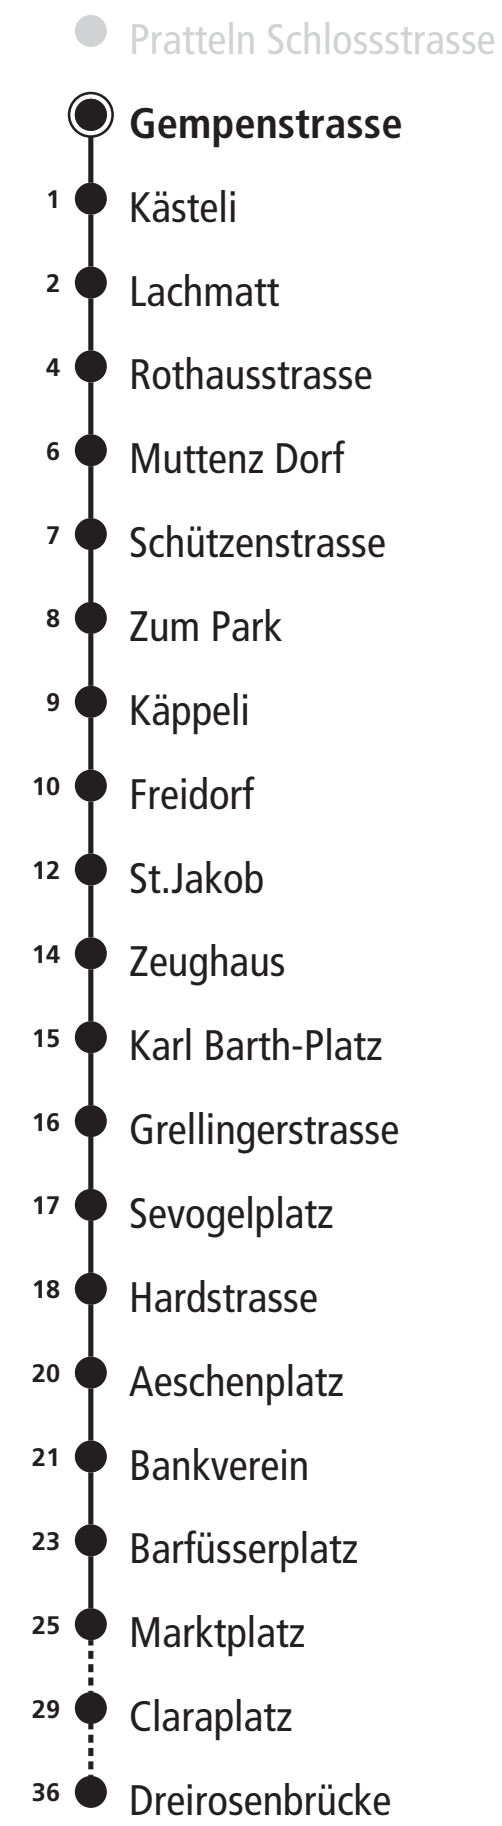 Pratteln Schlossstrasse
Gempenstrasse
1 Kästeli
2 Lachmatt
4 Rothausstrasse
6 Muttenz Dorf
7 Schützenstrasse
8 Zum Park
9 Käppeli
10 Freidorf
12 St.Jakob
14 Zeughaus
15 Karl Barth-Platz
16 Grellingerstrasse
17 Sevogelplatz
18 Hardstrasse
20 Aeschenplatz
21 Bankverein
23 Barfüsserplatz
25 Marktplatz
29 Claraplatz
36 Dreirosenbrücke